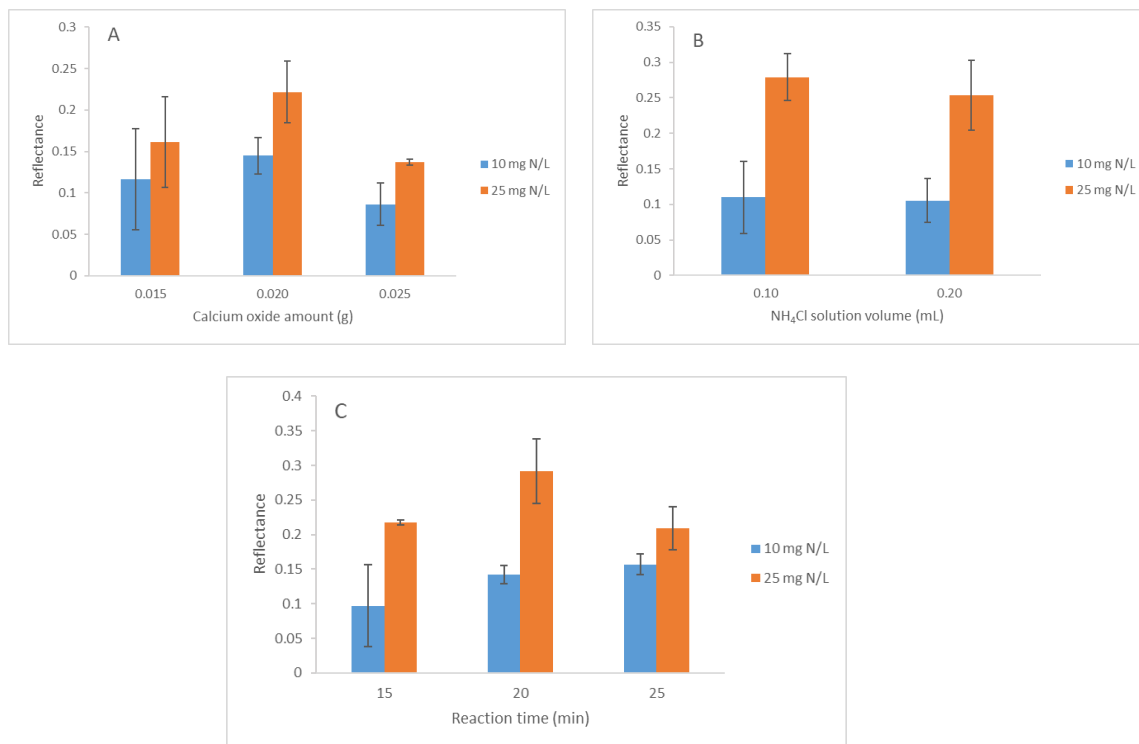 A
0.3
0.25
0.2
0.15
0.1
0.05
0
Reflectance
0.015 0.020 0.025
Calcium oxide amount (g)
10 mg N/L
25 mg N/L
B
0.35
0.3
0.25
0.2
0.15
0.1
0.05
0
Reflectance
0.10 0.20
NH₄Cl solution volume (mL)
10 mg N/L
25 mg N/L
C
0.4
0.35
0.3
0.25
0.2
0.15
0.1
0.05
0
Reflectance
15 20 25
Reaction time (min)
10 mg N/L
25 mg N/L